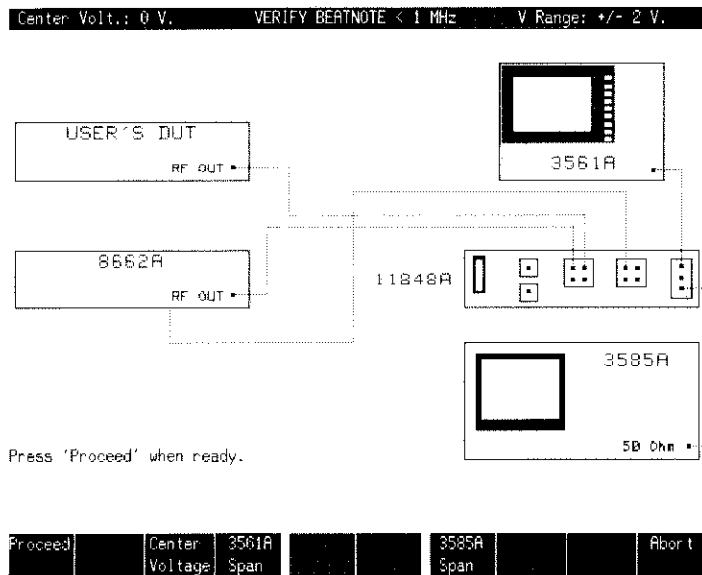 Center Volt.: 0 V. VERIFY BEATNOTE < 1 MHz V Range: +/- 2 V.
USER'S DUT
RF OUT
3561A
8662A
RF OUT
11848A
3585A
50 Ohm
Press 'Proceed' when ready.
Proceed Center Voltage 3561A Span 3585A Span Abort